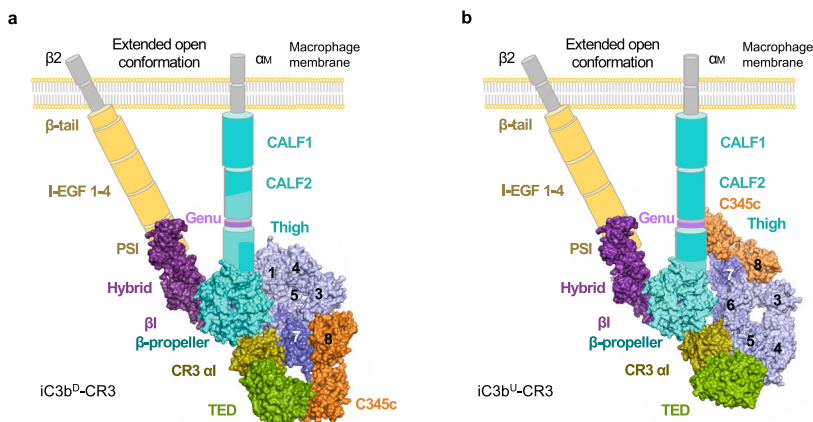 a
β2
Extended open
conformation
αM
Macrophage
membrane
β-tail
CALF1
I-EGF 1-4
CALF2
Genu
Thigh
PSI
1
4
5
3
Hybrid
βI
7
8
β-propeller
CR3 αI
iC3bᴰ-CR3
TED
C345c
b
β2
Extended open
conformation
αM
Macrophage
membrane
β-tail
CALF1
I-EGF 1-4
CALF2
C345c
Genu
Thigh
PSI
7
8
Hybrid
6
3
βI
β-propeller
5
4
CR3 αI
iC3bᵁ-CR3
TED